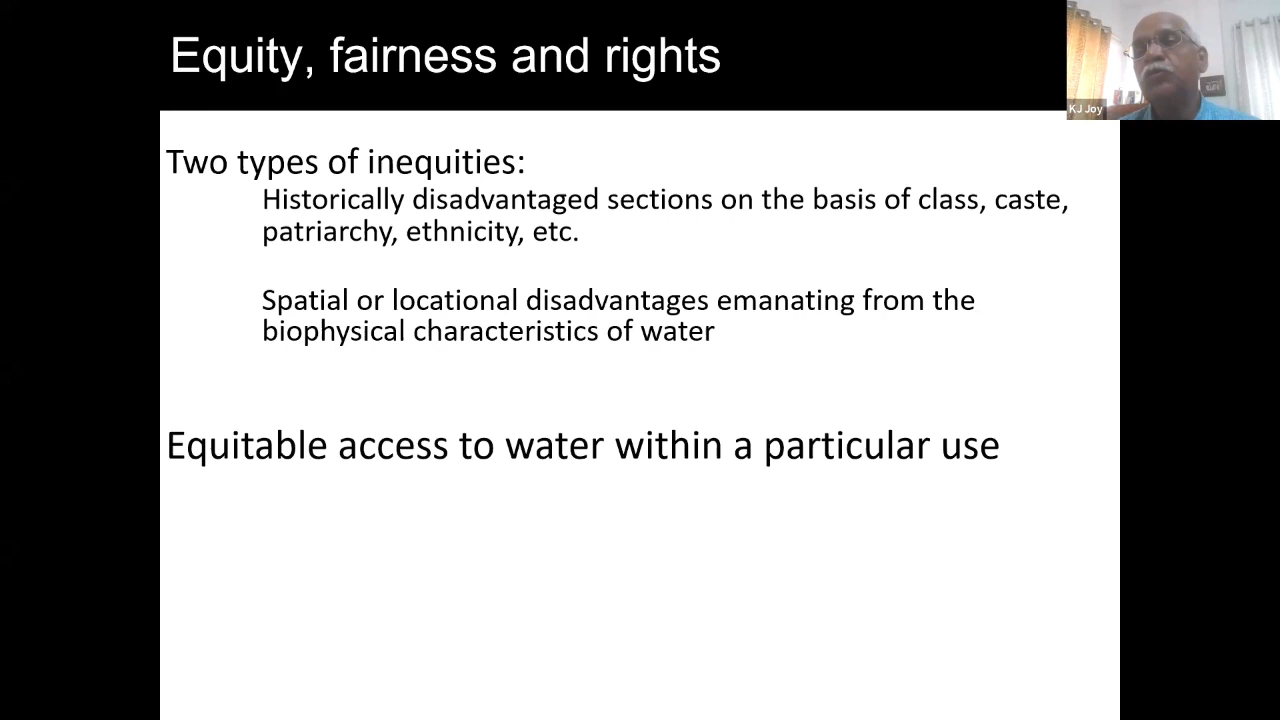 Equity, fairness and rights
KJ Joy
Two types of inequities:
Historically disadvantaged sections on the basis of class, caste,
patriarchy, ethnicity, etc.
Spatial or locational disadvantages emanating from the
biophysical characteristics of water
Equitable access to water within a particular use